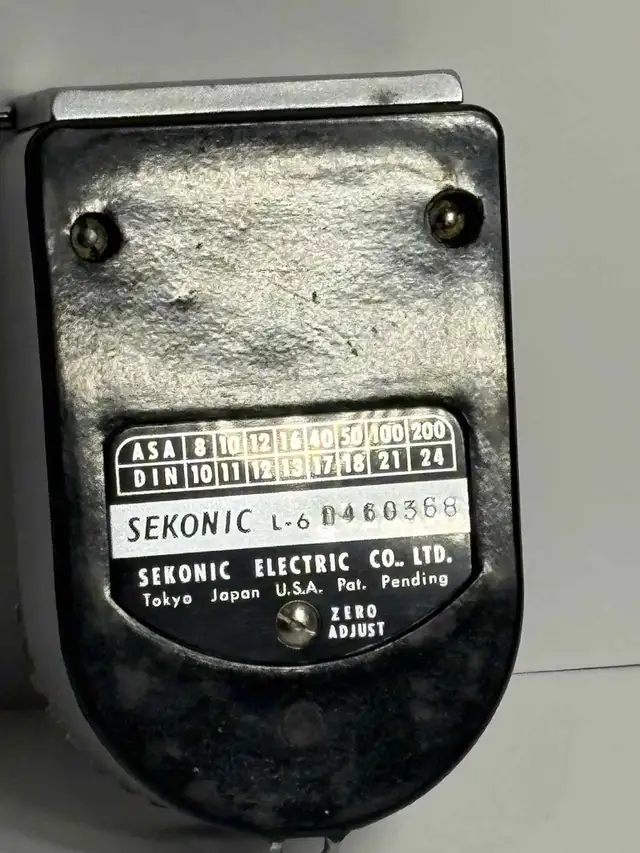 ASA 8 10 12 16 40 50 100 200
DIN 10 11 12 13 17 18 21 24
SEKONIC L-6 0460368
SEKONIC ELECTRIC CO., LTD.
Tokyo Japan U.S.A. Pat. Pending
ZERO
ADJUST